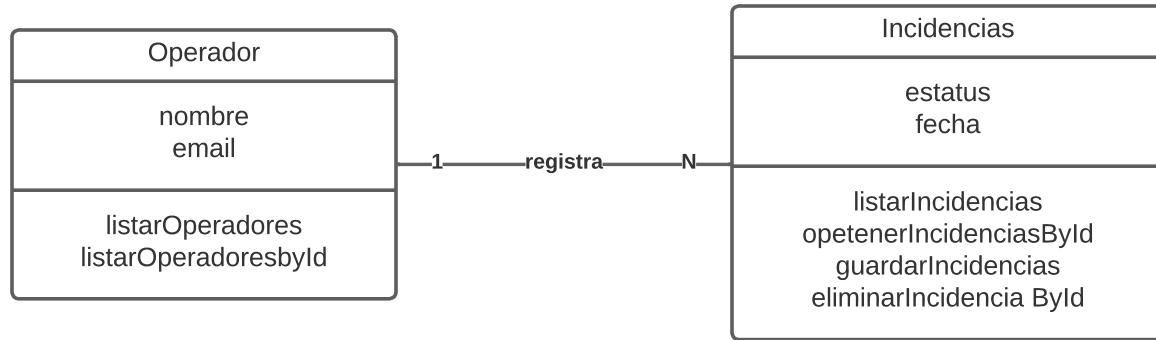 Operador
nombre
email
listarOperadores
listarOperadoresbyId
1
registra
N
Incidencias
estatus
fecha
listarIncidencias
opetenerIncidenciasById
guardarIncidencias
eliminarIncidencia ById